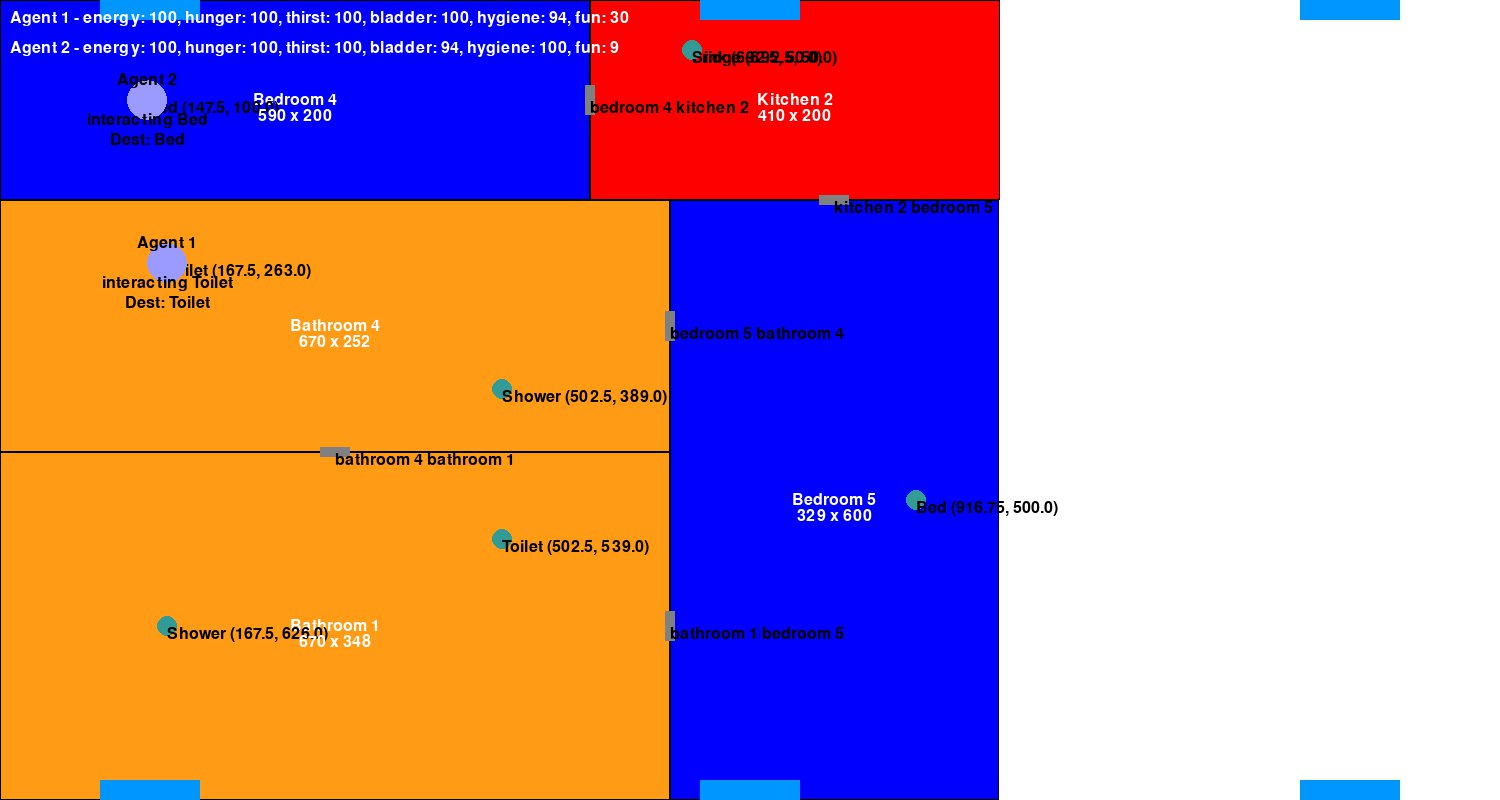 Agent 1 - energy: 100, hunger: 100, thirst: 100, bladder: 100, hygiene: 94, fun: 30
Agent 2 - energy: 100, hunger: 100, thirst: 100, bladder: 94, hygiene: 100, fun: 9
Agent 2
interacting Bed
Dest: Bed
Bedroom 4
590 x 200
bedroom 4 kitchen 2
Kitchen 2
410 x 200
kitchen 2 bedroom 5
Agent 1
(167.5, 263.0)
interacting Toilet
Dest: Toilet
Bathroom 4
670 x 252
bedroom 5 bathroom 4
Shower (502.5, 389.0)
bathroom 4 bathroom 1
Bedroom 5
329 x 600
Bed (916.75, 500.0)
Toilet (502.5, 539.0)
Shower (167.5, 626.0)
Bathroom 1
670 x 348
bathroom 1 bedroom 5